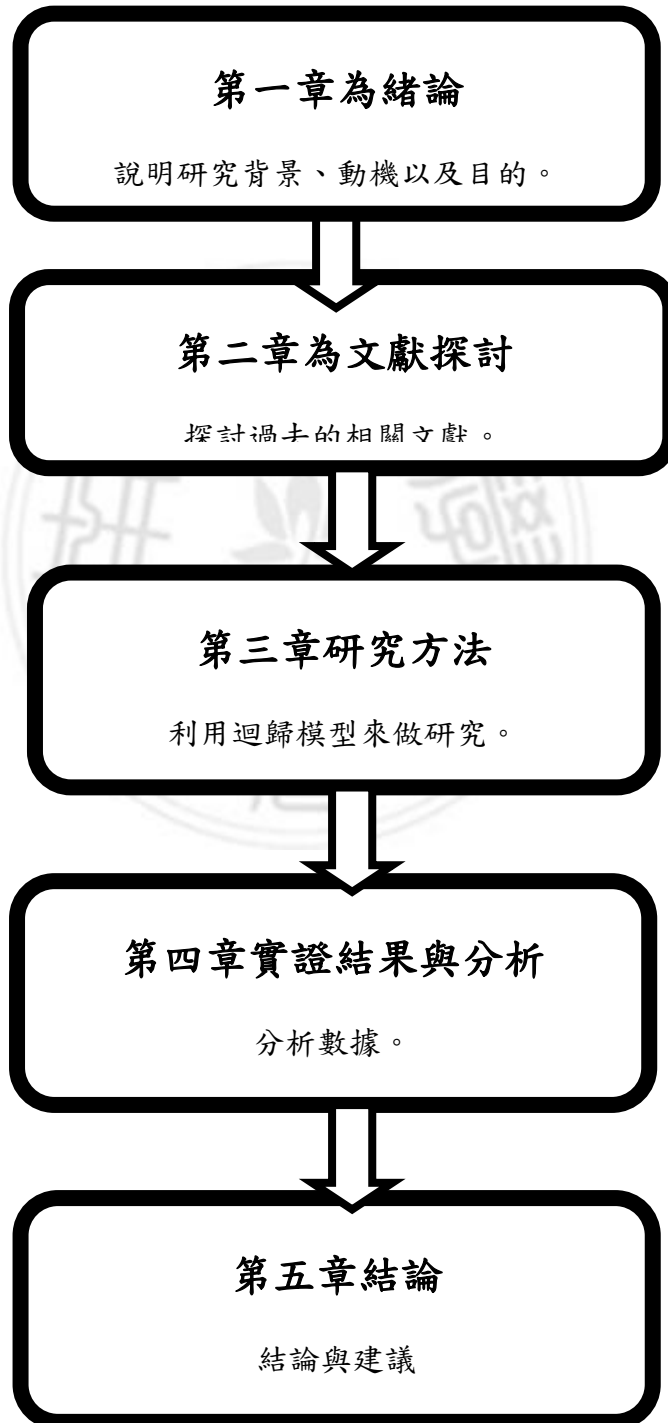 第一章為緒論
說明研究背景、動機以及目的。
第二章為文獻探討
探討過去的相關文獻。
第三章研究方法
利用迴歸模型來做研究。
第四章實證結果與分析
分析數據。
第五章結論
結論與建議